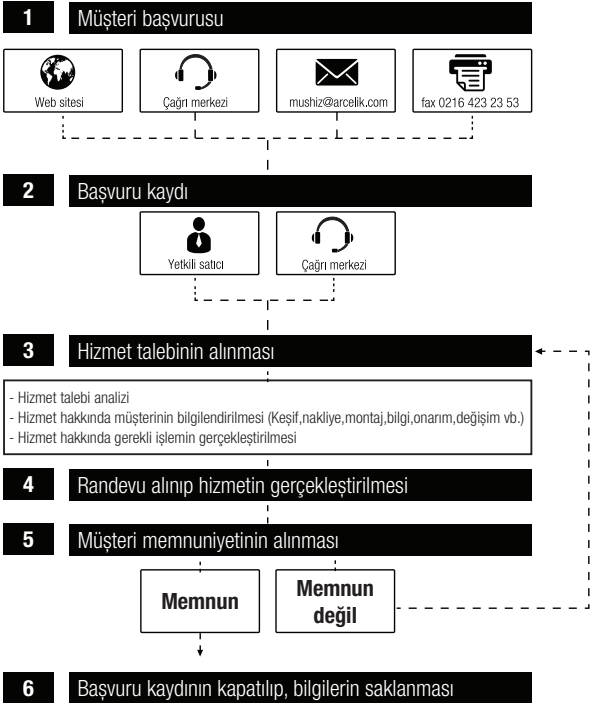 1 Müşteri başvurusu
Web sitesi
Çağrı merkezi
mushiz@arcelik.com
fax 0216 423 23 53
2 Başvuru kaydı
Yetkili satıcı
Çağrı merkezi
3 Hizmet talebinin alınması
- Hizmet talebi analizi
- Hizmet hakkında müşterinin bilgilendirilmesi (Keşif,nakliye,montaj,bilgi,onarım,değişim vb.)
- Hizmet hakkında gerekli işlemin gerçekleştirilmesi
4 Randevu alınıp hizmetin gerçekleştirilmesi
5 Müşteri memnuniyetinin alınması
Memnun
Memnun
değil
6 Başvuru kaydının kapatılıp, bilgilerin saklanması